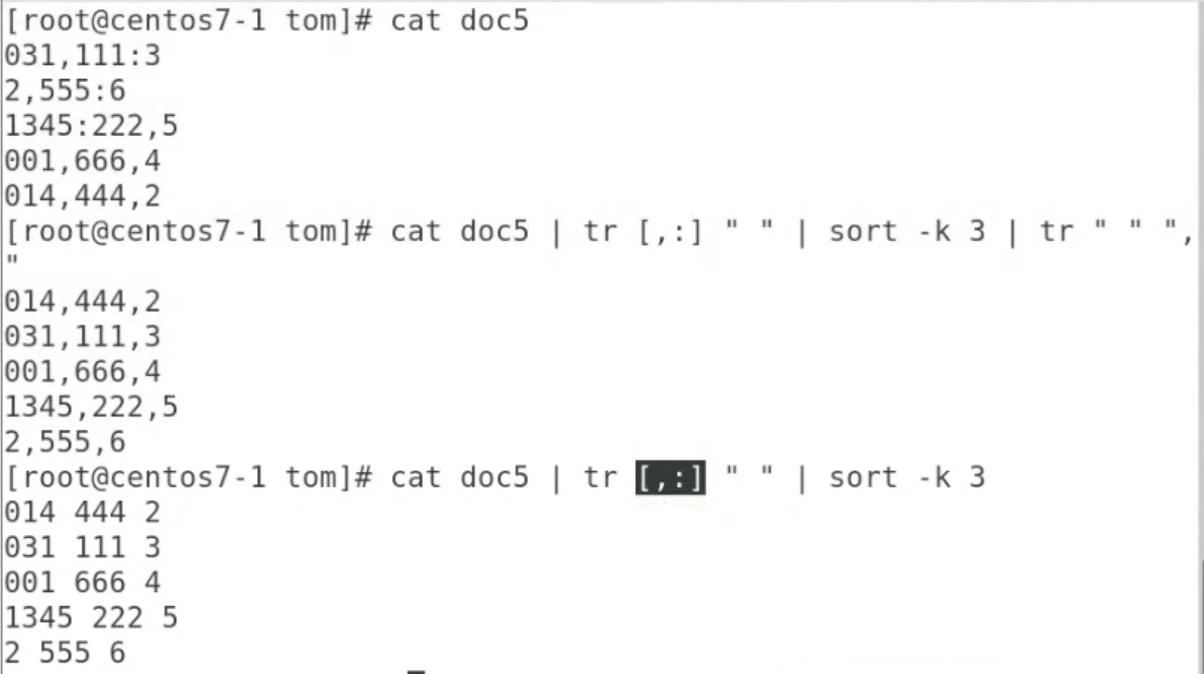 [root@centos7-1 tom]# cat doc5
031,111:3
2,555:6
1345:222,5
001,666,4
014,444,2
[root@centos7-1 tom]# cat doc5 | tr [,:] " " | sort -k 3 | tr " " ",
"
014,444,2
031,111,3
001,666,4
1345,222,5
2,555,6
[root@centos7-1 tom]# cat doc5 | tr [,:] " " | sort -k 3
014 444 2
031 111 3
001 666 4
1345 222 5
2 555 6